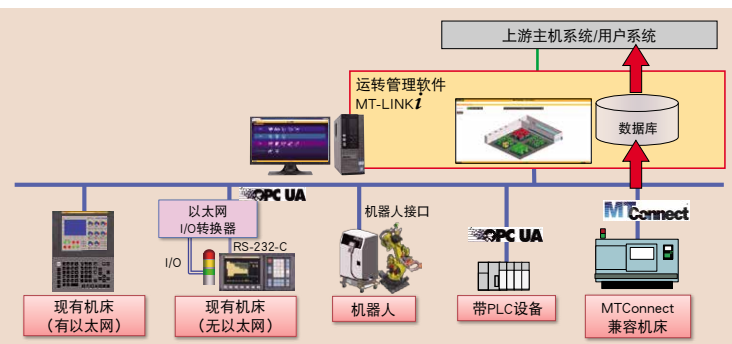 上游主机系统/用户系统
运转管理软件
MT-LINKi
数据库
OPC UA
MTConnect
以太网
I/O转换器
机器人接口
OPC UA
RS-232-C
I/O
现有机床
（有以太网）
现有机床
（无以太网）
机器人
带PLC设备
MTConnect
兼容机床